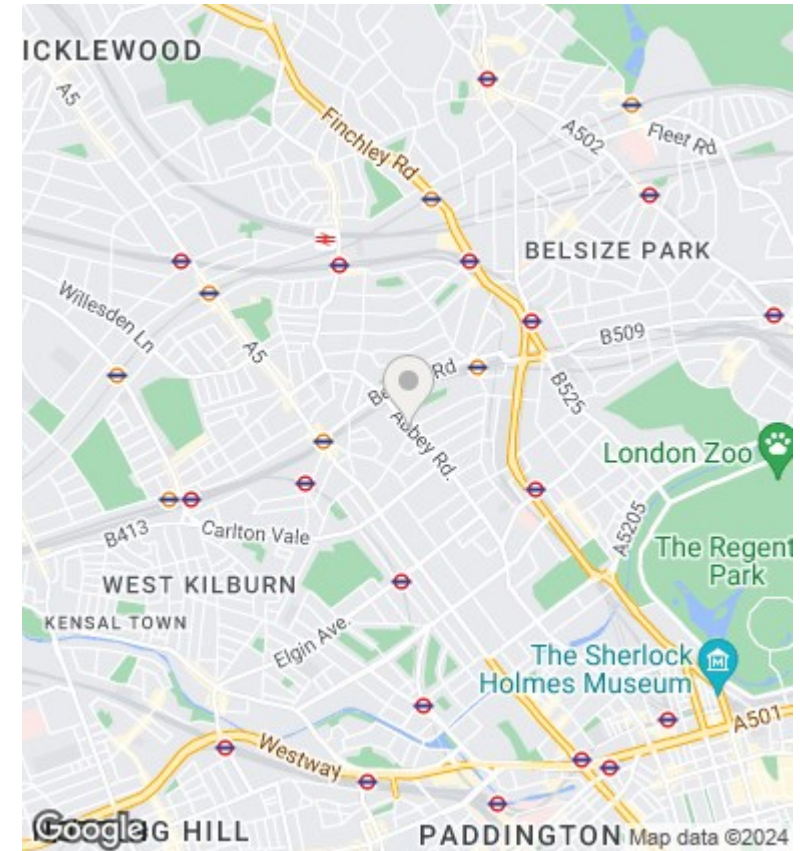 ICKLEWOOD
A5
Finchley Rd
A502
Fleet Rd
BELSIZE PARK
Willesden Ln
A5
B509
Rd
B525
Abbey Rd.
London Zoo
A5205
B413
Carlton Vale
The Regent
Park
WEST KILBURN
KENSAL TOWN
Elgin Ave.
The Sherlock
Holmes Museum
A501
Westway
Google
G HILL
PADDINGTON
Map data ©2024